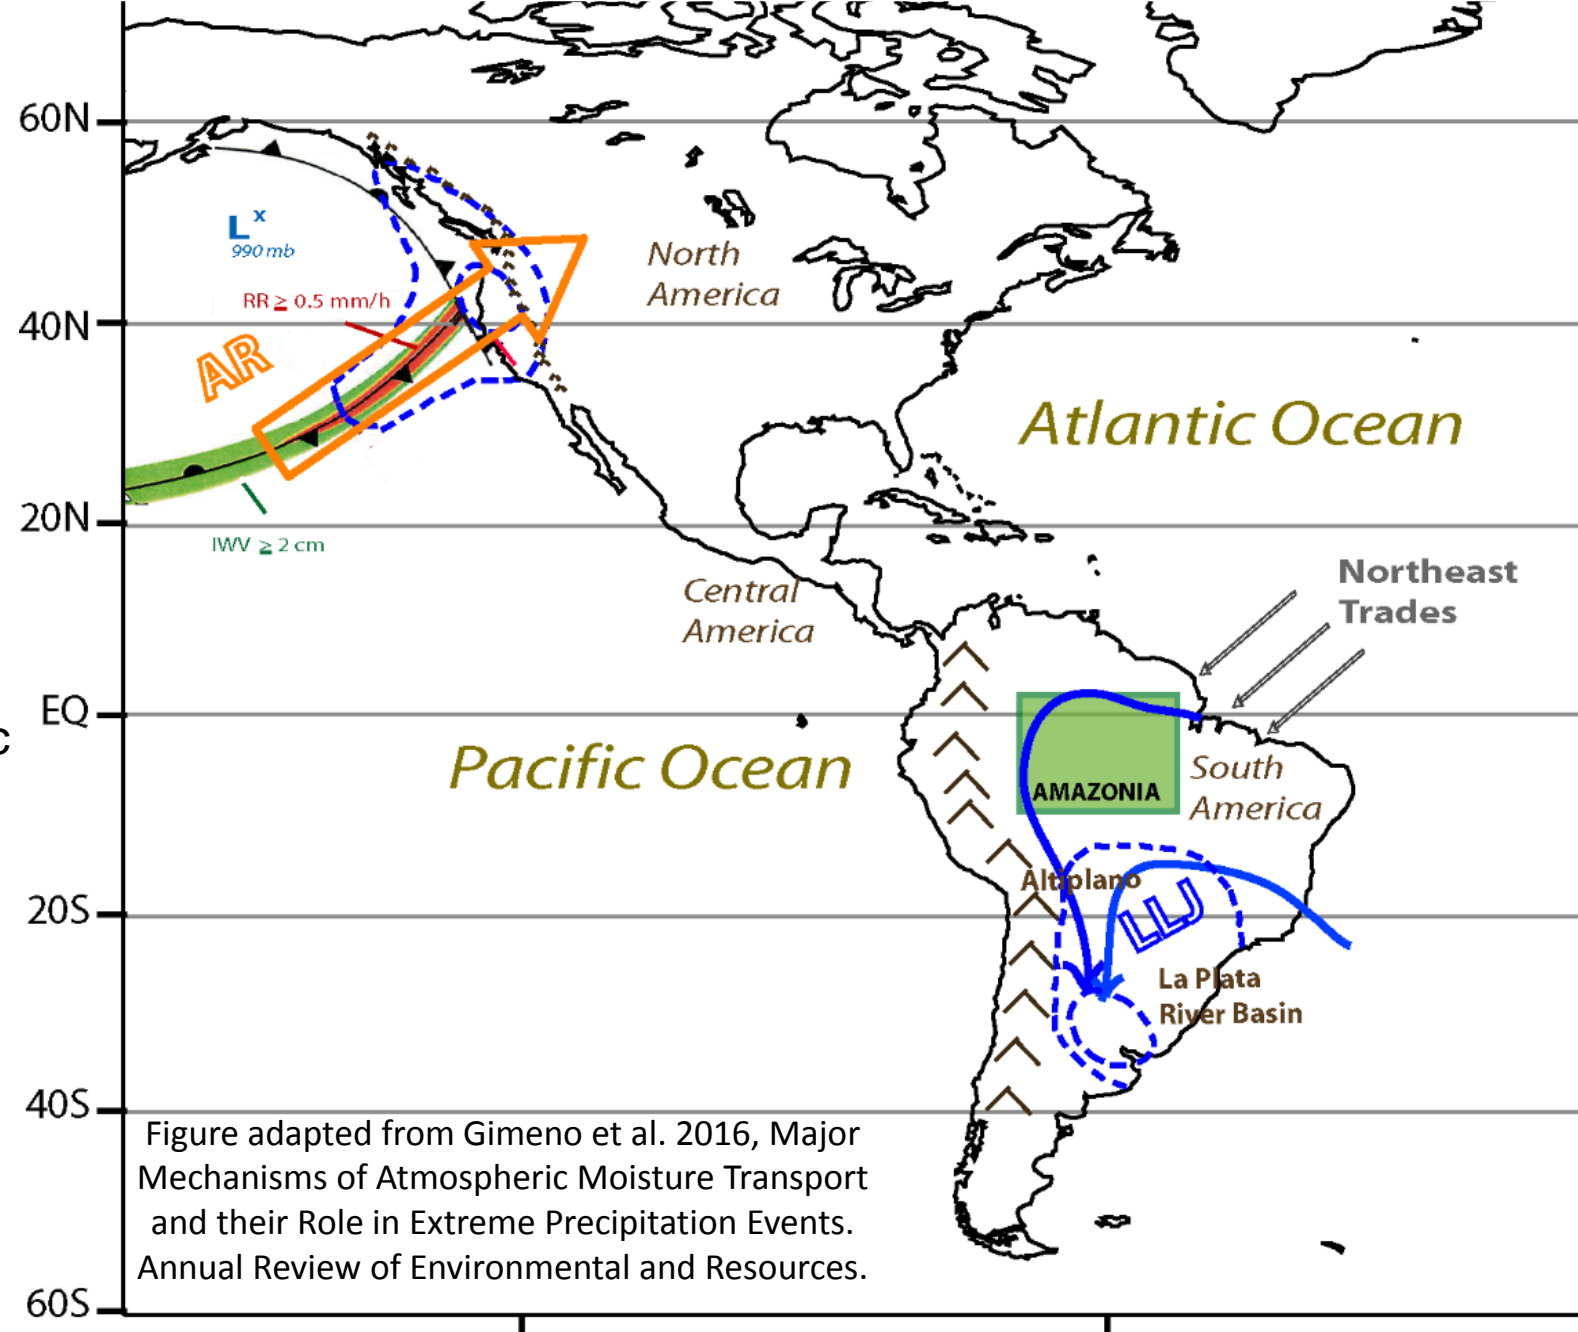 60N
L x
990 mb
North
America
RR ≥ 0.5 mm/h
40N
AR
Atlantic Ocean
20N
IWV ≥ 2 cm
Northeast
Trades
Central
America
EQ
c
Pacific Ocean
South
America
AMAZONIA
Altiplano
LLJ
20S
La Plata
River Basin
40S
Figure adapted from Gimeno et al. 2016, Major
Mechanisms of Atmospheric Moisture Transport
and their Role in Extreme Precipitation Events.
Annual Review of Environmental and Resources.
60S